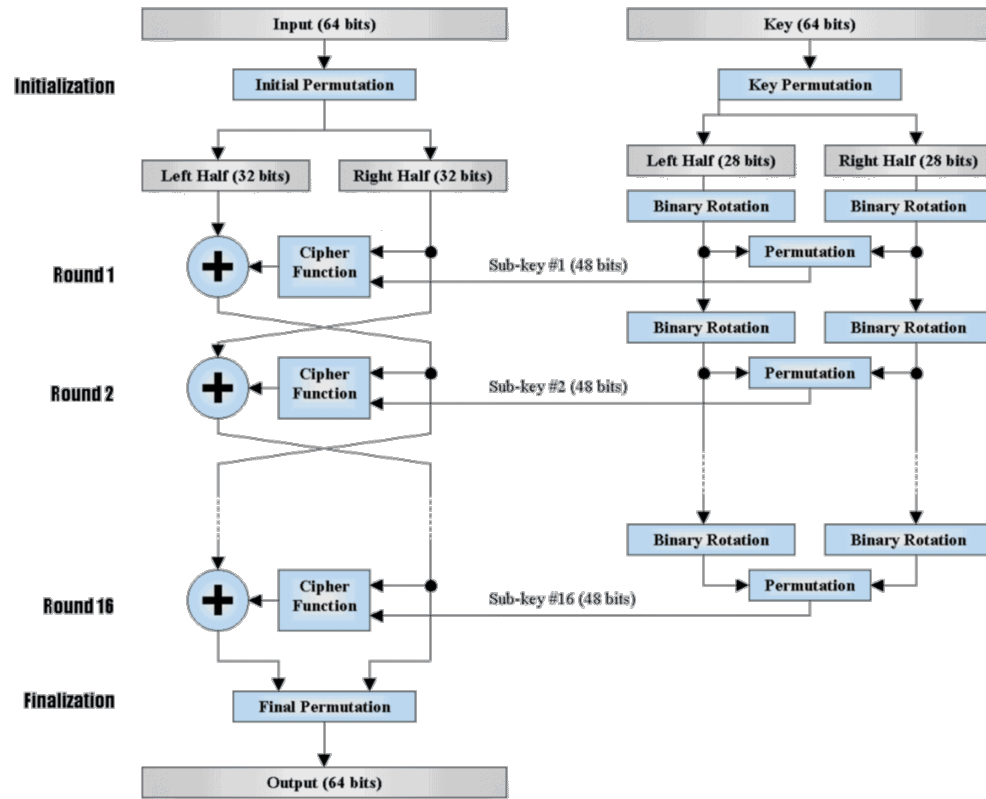 Input (64 bits)
Key (64 bits)
Initialization
Initial Permutation
Key Permutation
Left Half (32 bits)
Right Half (32 bits)
Left Half (28 bits)
Right Half (28 bits)
Binary Rotation
Binary Rotation
Round 1
Cipher
Function
Sub-key #1 (48 bits)
Permutation
Binary Rotation
Binary Rotation
Round 2
Cipher
Function
Sub-key #2 (48 bits)
Permutation
Binary Rotation
Binary Rotation
Round 16
Cipher
Function
Sub-key #16 (48 bits)
Permutation
Finalization
Final Permutation
Output (64 bits)